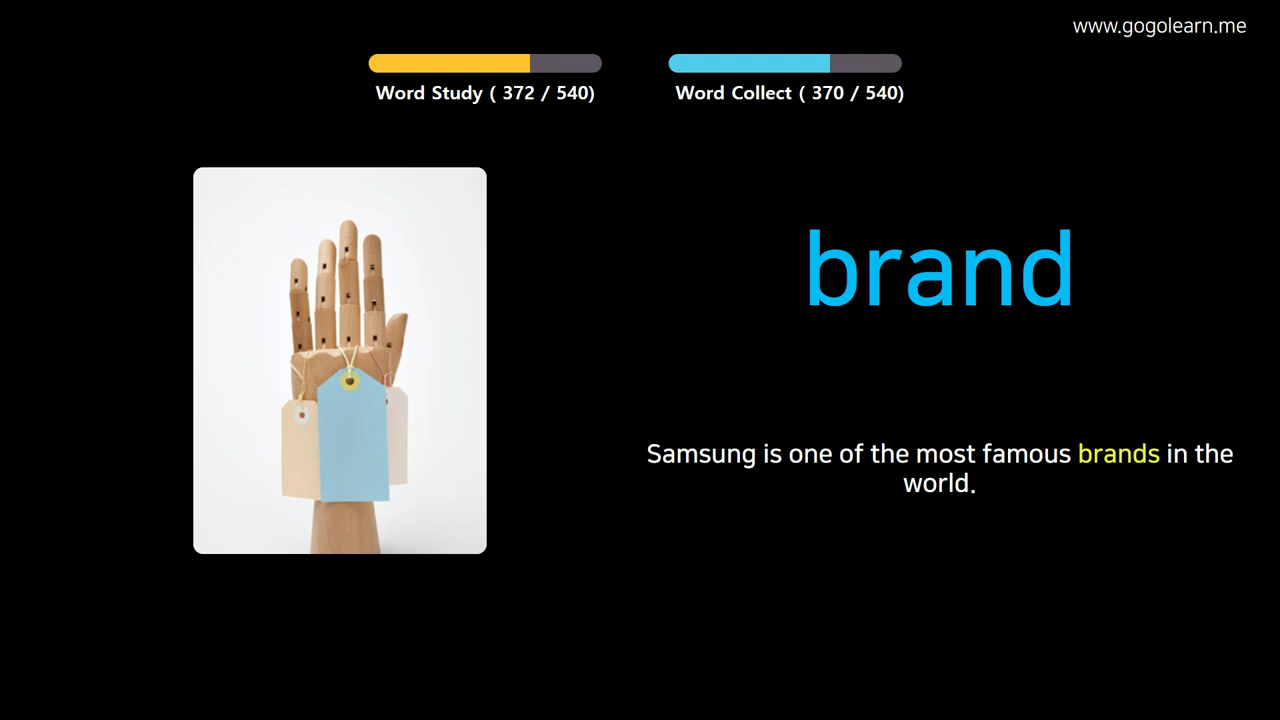 www.gogolearn.me
Word Study ( 372 / 540)
Word Collect ( 370 / 540)
brand
Samsung is one of the most famous brands in the
world.